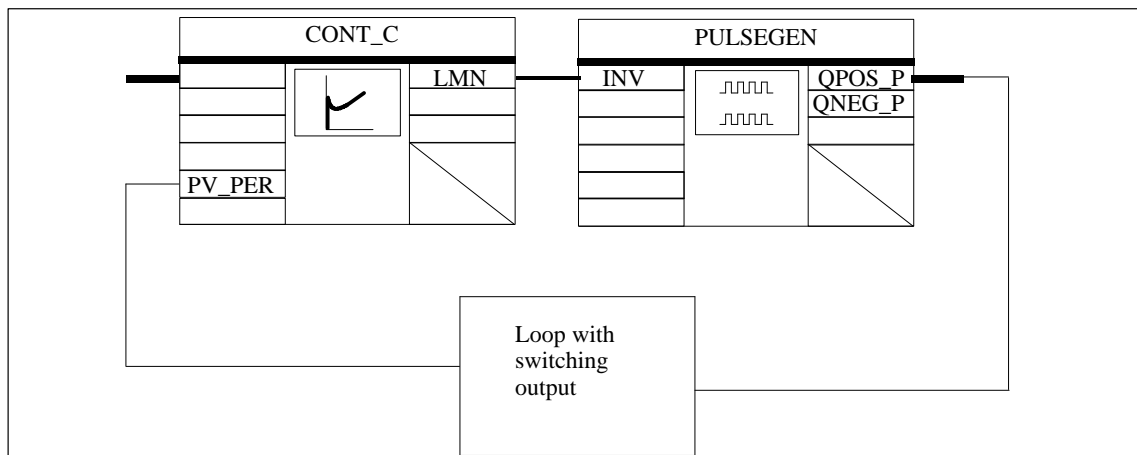 CONT_C
PULSEGEN
LMN
INV
QPOS_P
QNEG_P
PV_PER
Loop with
switching
output